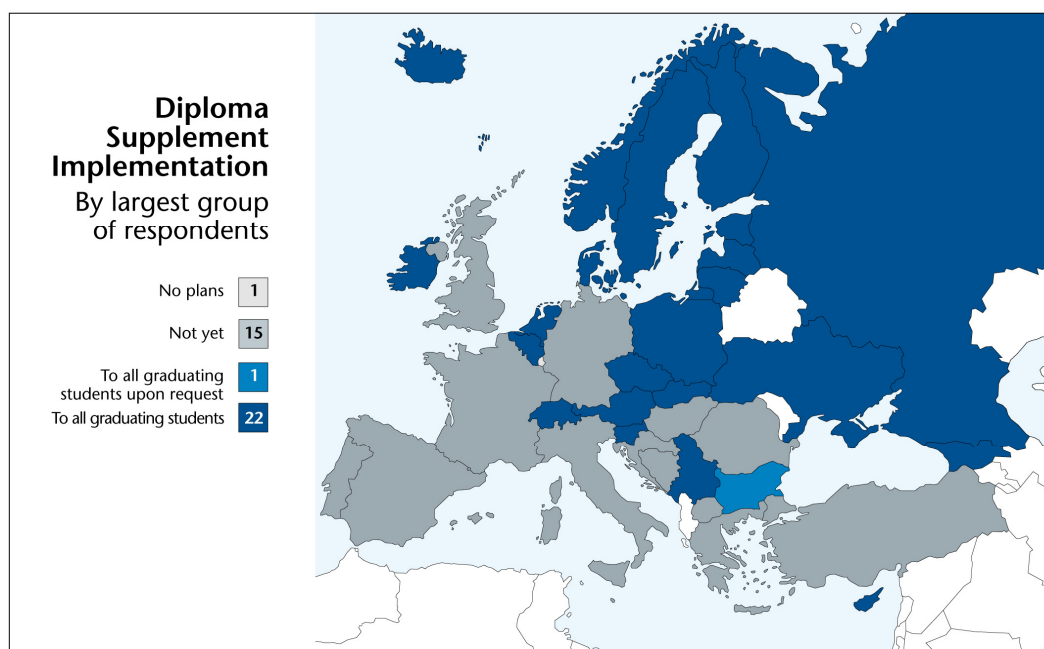 Diploma
Supplement
Implementation
By largest group
of respondents
No plans 1
Not yet 15
To all graduating 1
students upon request
To all graduating students 22